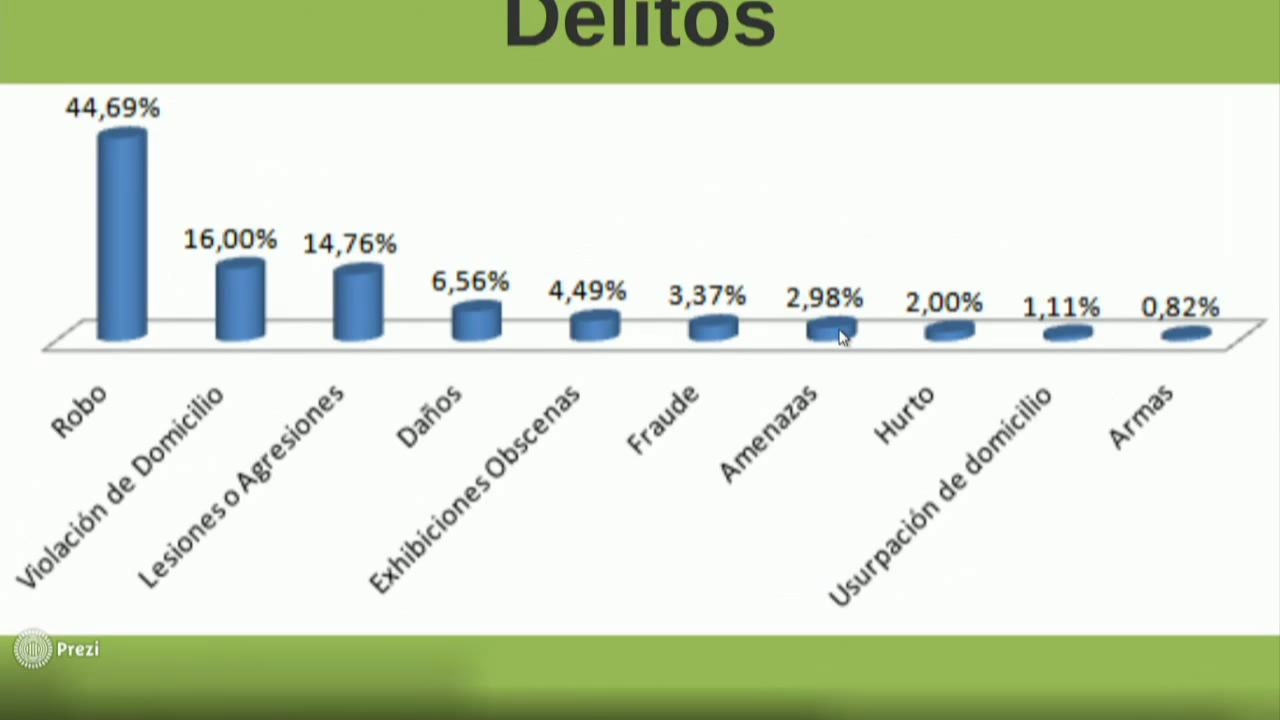 Delitos
44,69%
16,00%
14,76%
6,56%
4,49%
3,37%
2,98%
2,00%
1,11%
0,82%
Robo
Violación de Domicilio
Lesiones o Agresiones
Daños
Exhibiciones Obscenas
Fraude
Amenazas
Hurto
Usurpación de domicilio
Armas
Prezi